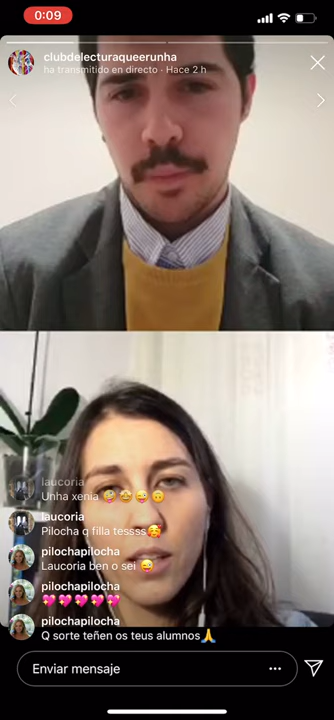 0:09
clubdelecturaqueerunha
ha transmitido en directo · Hace 2 h
laucoria
Unha xenia 🤪🤩😜🙃
laucoria
Pilocha q filla tessss🥰
pilochapilocha
Laucoria ben o sei 😜
pilochapilocha
💖💖💖💖💖
pilochapilocha
Q sorte teñen os teus alumnos🙏
Enviar mensaje